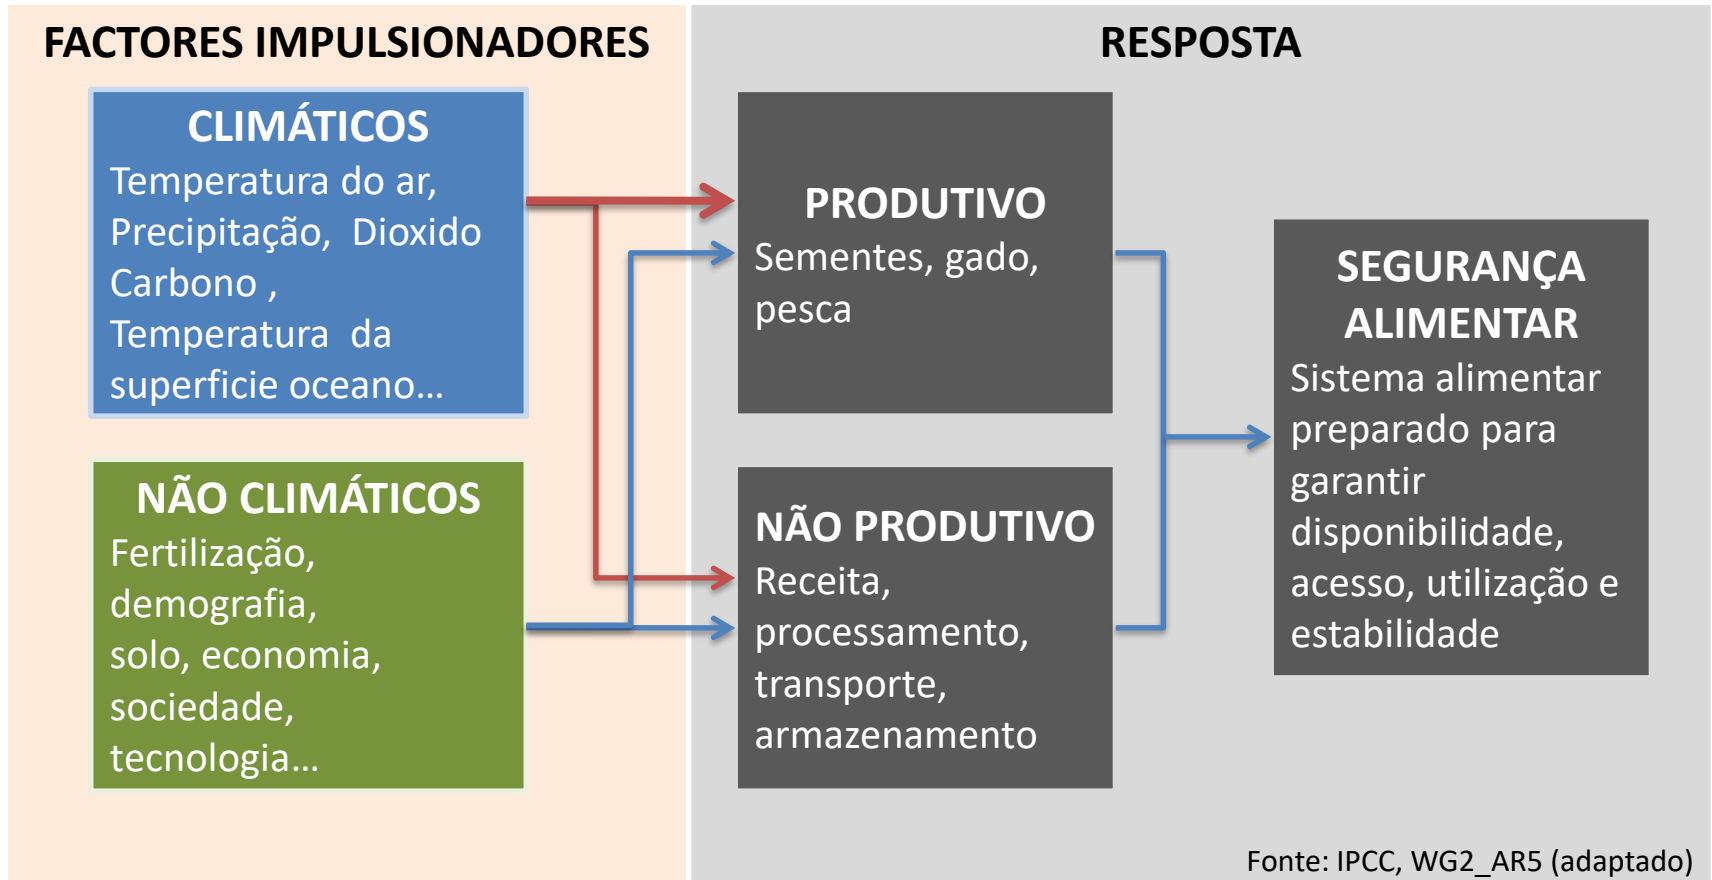 FACTORES IMPULSIONADORES
CLIMÁTICOS
Temperatura do ar,
Precipitação, Dioxido
Carbono ,
Temperatura da
superficie oceano...
NÃO CLIMÁTICOS
Fertilização,
demografia,
solo, economia,
sociedade,
tecnologia...
RESPOSTA
PRODUTIVO
Sementes, gado,
pesca
NÃO PRODUTIVO
Receita,
processamento,
transporte,
armazenamento
SEGURANÇA
ALIMENTAR
Sistema alimentar
preparado para
garantir
disponibilidade,
acesso, utilização e
estabilidade
Fonte: IPCC, WG2_AR5 (adaptado)